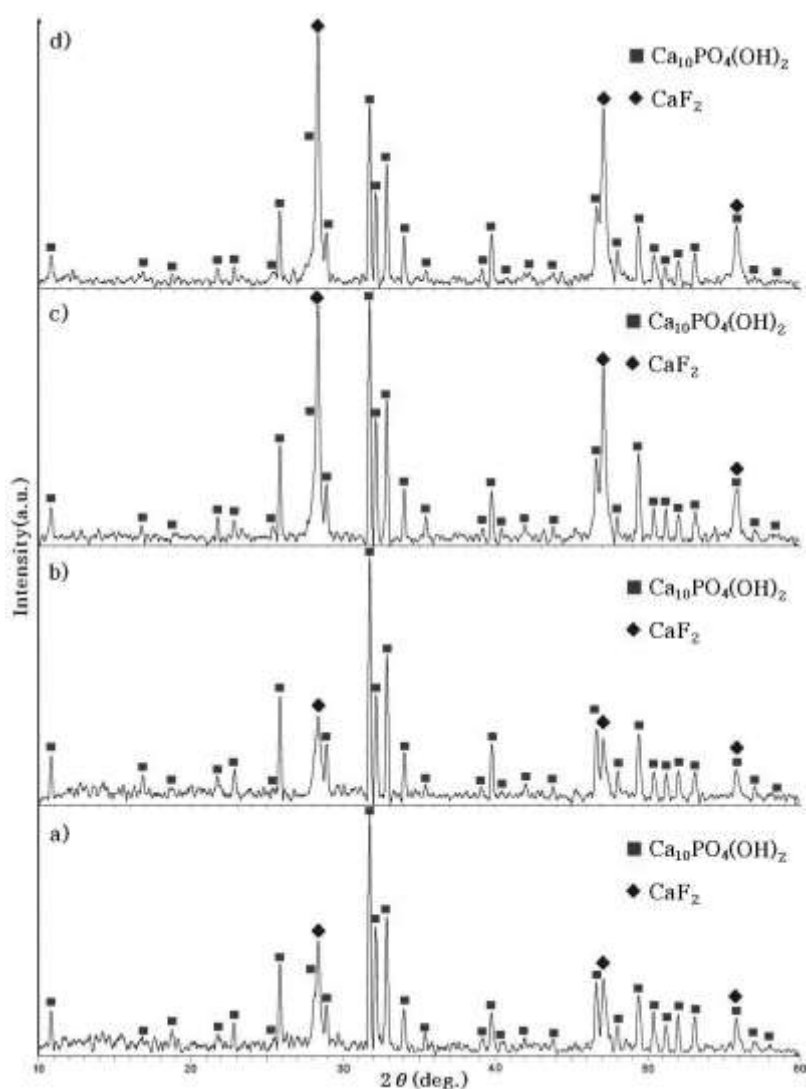 d)
■ Ca₁₀PO₄(OH)₂
◆ CaF₂
c)
■ Ca₁₀PO₄(OH)₂
◆ CaF₂
b)
■ Ca₁₀PO₄(OH)₂
◆ CaF₂
a)
■ Ca₁₀PO₄(OH)₂
◆ CaF₂
Intensity(a.u.)
10 20 30 40 50 60
2θ (deg.)